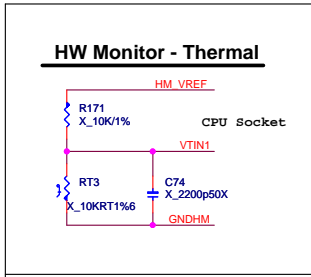 HW Monitor - Thermal
HM_VREF
R171
X_10K/1%
CPU Socket
VTIN1
RT3
X_10KRT1%6
C74
X_2200p50X
GNDHM